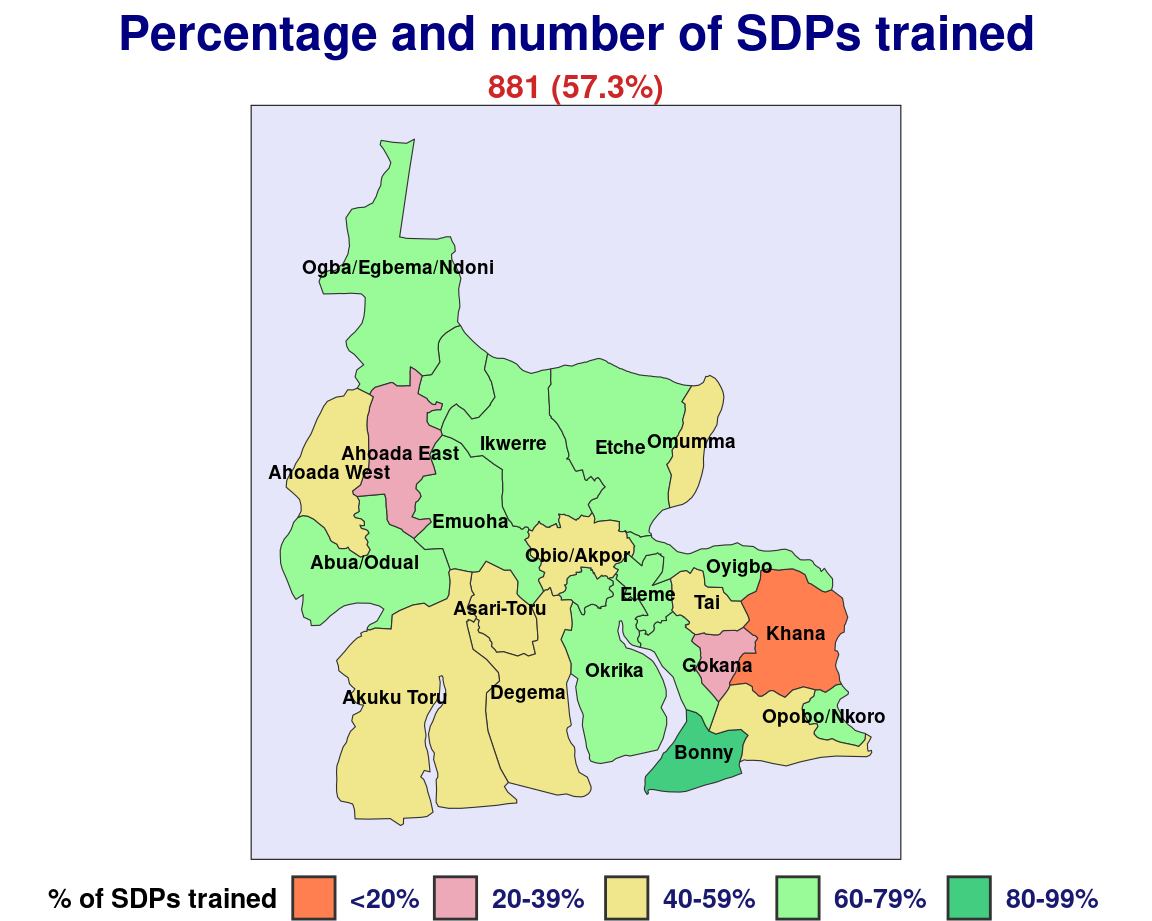 Percentage and number of SDPs trained
881 (57.3%)
Ogba/Egbema/Ndoni
Ikwerre
Etche
Omumma
Ahoada East
Ahoada West
Emuoha
Obio/Akpor
Abua/Odual
Oyigbo
Eleme
Tai
Asari-Toru
Khana
Gokana
Okrika
Degema
Akuku Toru
Opobo/Nkoro
Bonny
% of SDPs trained <20% 20-39% 40-59% 60-79% 80-99%